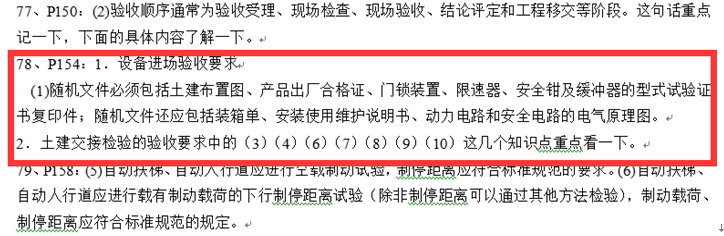 77、P150：(2)验收顺序通常为验收受理、现场检查、现场验收、结论评定和工程移交等阶段。这句话重点
记一下，下面的具体内容了解一下。
78、P154：1．设备进场验收要求
(1)随机文件必须包括土建布置图、产品出厂合格证、门锁装置、限速器、安全钳及缓冲器的型式试验证
书复印件；随机文件还应包括装箱单、安装使用维护说明书、动力电路和安全电路的电气原理图。
2．土建交接检验的验收要求中的（3）（4）（6）（7）（8）（9）（10）这几个知识点重点看一下。
79、P158：(5)自动扶梯、自动人行道应进行空载制动试验，制停距离应符合标准规范的要求。(6)自动扶梯、
自动人行道应进行载有制动载荷的下行制停距离试验（除非制停距离可以通过其他方法检验），制动载荷、
制停距离应符合标准规范的规定。